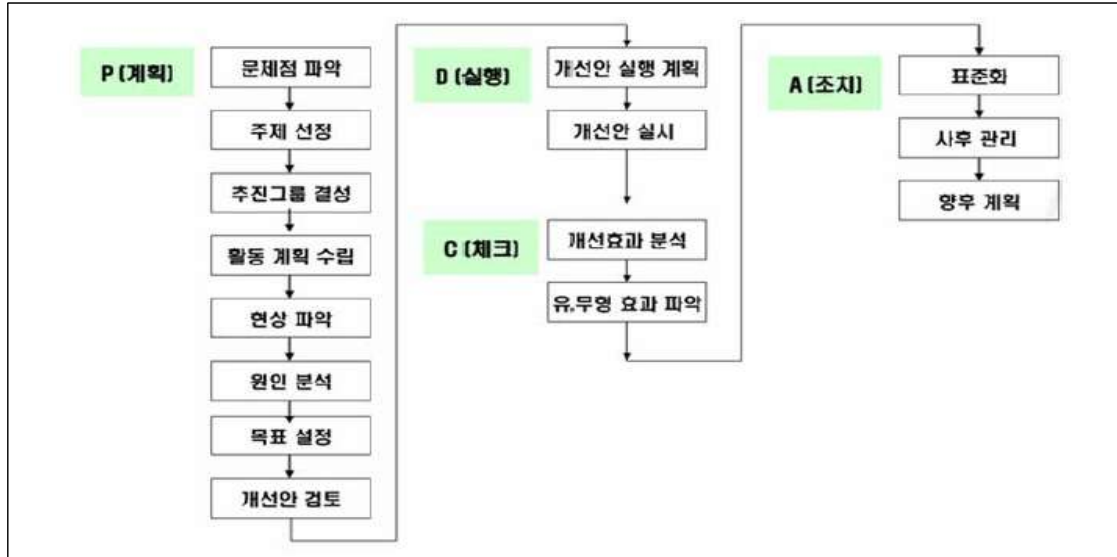 P (계획)
문제점 파악
주제 선정
추진그룹 결성
활동 계획 수립
현상 파악
원인 분석
목표 설정
개선안 검토
D (실행)
개선안 실행 계획
개선안 실시
C (체크)
개선효과 분석
유,무형 효과 파악
A (조치)
표준화
사후 관리
향후 계획